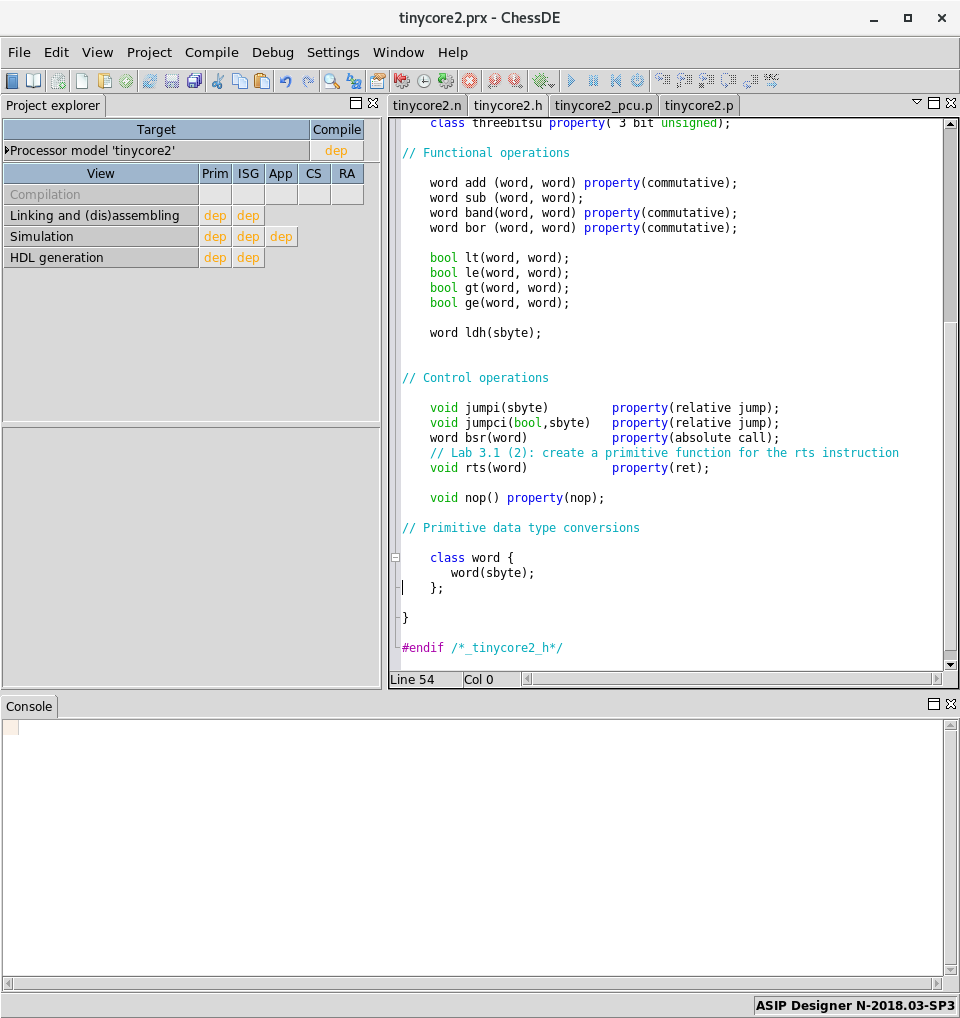 tinycore2.prx - ChessDE
File Edit View Project Compile Debug Settings Window Help
Project explorer
Target Compile
Processor model 'tinycore2' dep
View Prim ISG App CS RA
Compilation
Linking and (dis)assembling dep dep
Simulation dep dep dep
HDL generation dep dep
tinycore2.n tinycore2.h tinycore2_pcu.p tinycore2.p
class threebitsu property( 3 bit unsigned);
// Functional operations
word add (word, word) property(commutative);
word sub (word, word);
word band(word, word) property(commutative);
word bor (word, word) property(commutative);
bool lt(word, word);
bool le(word, word);
bool gt(word, word);
bool ge(word, word);
word ldh(sbyte);
// Control operations
void jumpi(sbyte) property(relative jump);
void jumpci(bool,sbyte) property(relative jump);
word bsr(word) property(absolute call);
// Lab 3.1 (2): create a primitive function for the rts instruction
void rts(word) property(ret);
void nop() property(nop);
// Primitive data type conversions
class word {
word(sbyte);
};
}
#endif /*_tinycore2_h*/
Line 54 Col 0
Console
ASIP Designer N-2018.03-SP3